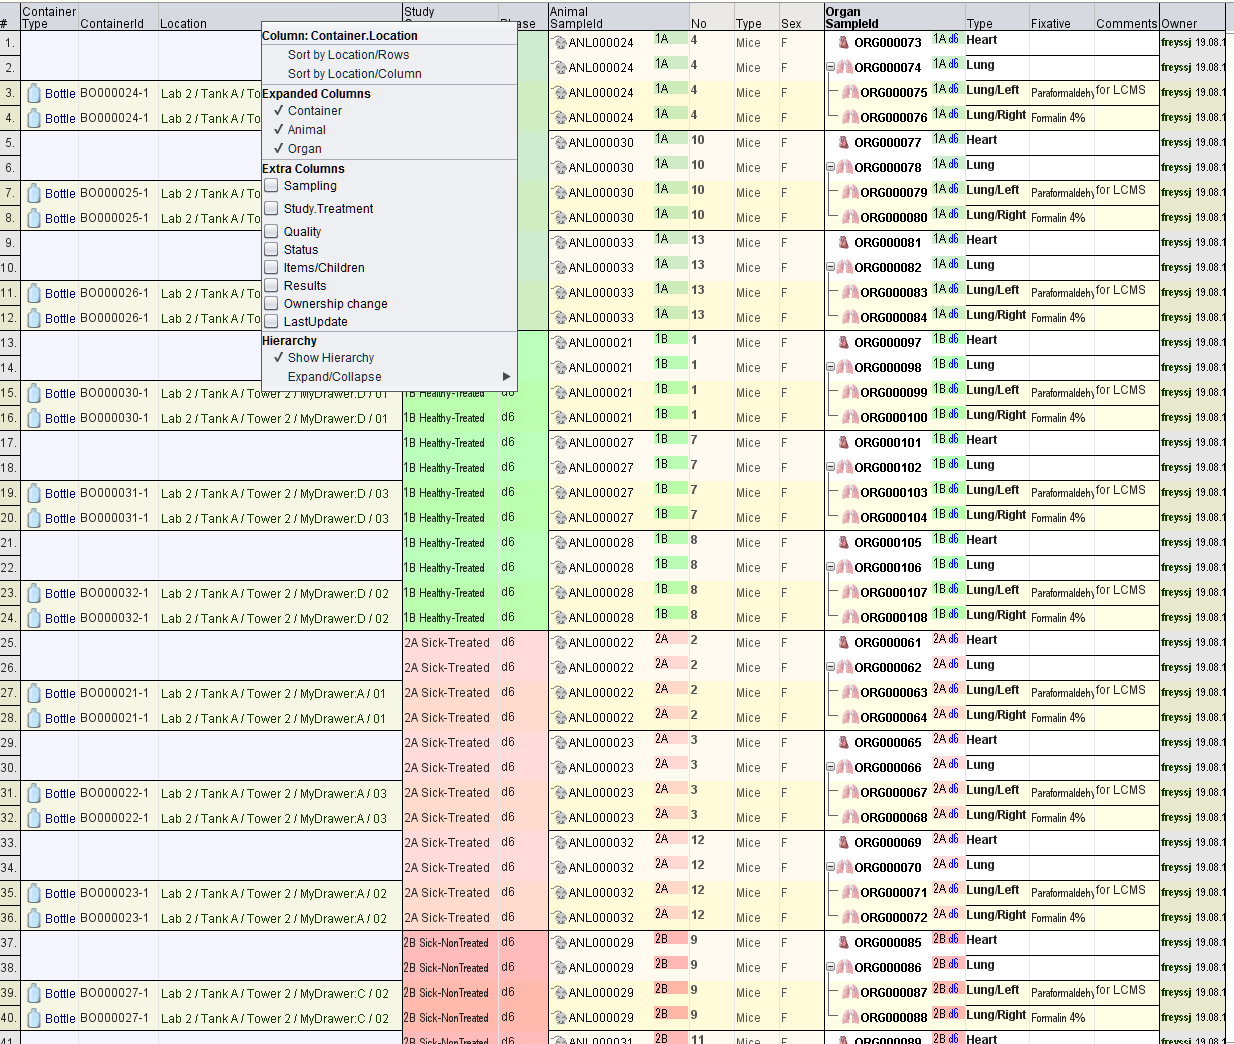 # Container Type ContainerId Location Study Phase Animal SampleId No Type Sex Organ SampleId Type Fixative Comments Owner
Column: Container.Location
Sort by Location/Rows
Sort by Location/Column
Expanded Columns
✓ Container
✓ Animal
✓ Organ
Extra Columns
Sampling
Study.Treatment
Quality
Status
Items/Children
Results
Ownership change
LastUpdate
Hierarchy
✓ Show Hierarchy
Expand/Collapse
1. ANL000024 1A 4 Mice F ORG000073 1A d6 Heart freyssj 19.08.1
2. ANL000024 1A 4 Mice F ORG000074 1A d6 Lung freyssj 19.08.1
3. Bottle BO000024-1 Lab 2 / Tank A / To ANL000024 1A 4 Mice F ORG000075 1A d6 Lung/Left Paraformaldehy for LCMS freyssj 19.08.1
4. Bottle BO000024-1 Lab 2 / Tank A / To ANL000024 1A 4 Mice F ORG000076 1A d6 Lung/Right Formalin 4% freyssj 19.08.1
5. ANL000030 1A 10 Mice F ORG000077 1A d6 Heart freyssj 19.08.1
6. ANL000030 1A 10 Mice F ORG000078 1A d6 Lung freyssj 19.08.1
7. Bottle BO000025-1 Lab 2 / Tank A / To ANL000030 1A 10 Mice F ORG000079 1A d6 Lung/Left Paraformaldehy for LCMS freyssj 19.08.1
8. Bottle BO000025-1 Lab 2 / Tank A / To ANL000030 1A 10 Mice F ORG000080 1A d6 Lung/Right Formalin 4% freyssj 19.08.1
9. ANL000033 1A 13 Mice F ORG000081 1A d6 Heart freyssj 19.08.1
10. ANL000033 1A 13 Mice F ORG000082 1A d6 Lung freyssj 19.08.1
11. Bottle BO000026-1 Lab 2 / Tank A / To ANL000033 1A 13 Mice F ORG000083 1A d6 Lung/Left Paraformaldehy for LCMS freyssj 19.08.1
12. Bottle BO000026-1 Lab 2 / Tank A / To ANL000033 1A 13 Mice F ORG000084 1A d6 Lung/Right Formalin 4% freyssj 19.08.1
13. ANL000021 1B 1 Mice F ORG000097 1B d6 Heart freyssj 19.08.1
14. ANL000021 1B 1 Mice F ORG000098 1B d6 Lung freyssj 19.08.1
15. Bottle BO000030-1 Lab 2 / Tank A / Tower 2 / MyDrawer:D / 01 1B Healthy-Treated d6 ANL000021 1B 1 Mice F ORG000099 1B d6 Lung/Left Paraformaldehy for LCMS freyssj 19.08.1
16. Bottle BO000030-1 Lab 2 / Tank A / Tower 2 / MyDrawer:D / 01 1B Healthy-Treated d6 ANL000021 1B 1 Mice F ORG000100 1B d6 Lung/Right Formalin 4% freyssj 19.08.1
17. 1B Healthy-Treated d6 ANL000027 1B 7 Mice F ORG000101 1B d6 Heart freyssj 19.08.1
18. 1B Healthy-Treated d6 ANL000027 1B 7 Mice F ORG000102 1B d6 Lung freyssj 19.08.1
19. Bottle BO000031-1 Lab 2 / Tank A / Tower 2 / MyDrawer:D / 03 1B Healthy-Treated d6 ANL000027 1B 7 Mice F ORG000103 1B d6 Lung/Left Paraformaldehy for LCMS freyssj 19.08.1
20. Bottle BO000031-1 Lab 2 / Tank A / Tower 2 / MyDrawer:D / 03 1B Healthy-Treated d6 ANL000027 1B 7 Mice F ORG000104 1B d6 Lung/Right Formalin 4% freyssj 19.08.1
21. 1B Healthy-Treated d6 ANL000028 1B 8 Mice F ORG000105 1B d6 Heart freyssj 19.08.1
22. 1B Healthy-Treated d6 ANL000028 1B 8 Mice F ORG000106 1B d6 Lung freyssj 19.08.1
23. Bottle BO000032-1 Lab 2 / Tank A / Tower 2 / MyDrawer:D / 02 1B Healthy-Treated d6 ANL000028 1B 8 Mice F ORG000107 1B d6 Lung/Left Paraformaldehy for LCMS freyssj 19.08.1
24. Bottle BO000032-1 Lab 2 / Tank A / Tower 2 / MyDrawer:D / 02 1B Healthy-Treated d6 ANL000028 1B 8 Mice F ORG000108 1B d6 Lung/Right Formalin 4% freyssj 19.08.1
25. 2A Sick-Treated d6 ANL000022 2A 2 Mice F ORG000061 2A d6 Heart freyssj 19.08.1
26. 2A Sick-Treated d6 ANL000022 2A 2 Mice F ORG000062 2A d6 Lung freyssj 19.08.1
27. Bottle BO000021-1 Lab 2 / Tank A / Tower 2 / MyDrawer:A / 01 2A Sick-Treated d6 ANL000022 2A 2 Mice F ORG000063 2A d6 Lung/Left Paraformaldehy for LCMS freyssj 19.08.1
28. Bottle BO000021-1 Lab 2 / Tank A / Tower 2 / MyDrawer:A / 01 2A Sick-Treated d6 ANL000022 2A 2 Mice F ORG000064 2A d6 Lung/Right Formalin 4% freyssj 19.08.1
29. 2A Sick-Treated d6 ANL000023 2A 3 Mice F ORG000065 2A d6 Heart freyssj 19.08.1
30. 2A Sick-Treated d6 ANL000023 2A 3 Mice F ORG000066 2A d6 Lung freyssj 19.08.1
31. Bottle BO000022-1 Lab 2 / Tank A / Tower 2 / MyDrawer:A / 03 2A Sick-Treated d6 ANL000023 2A 3 Mice F ORG000067 2A d6 Lung/Left Paraformaldehy for LCMS freyssj 19.08.1
32. Bottle BO000022-1 Lab 2 / Tank A / Tower 2 / MyDrawer:A / 03 2A Sick-Treated d6 ANL000023 2A 3 Mice F ORG000068 2A d6 Lung/Right Formalin 4% freyssj 19.08.1
33. 2A Sick-Treated d6 ANL000032 2A 12 Mice F ORG000069 2A d6 Heart freyssj 19.08.1
34. 2A Sick-Treated d6 ANL000032 2A 12 Mice F ORG000070 2A d6 Lung freyssj 19.08.1
35. Bottle BO000023-1 Lab 2 / Tank A / Tower 2 / MyDrawer:A / 02 2A Sick-Treated d6 ANL000032 2A 12 Mice F ORG000071 2A d6 Lung/Left Paraformaldehy for LCMS freyssj 19.08.1
36. Bottle BO000023-1 Lab 2 / Tank A / Tower 2 / MyDrawer:A / 02 2A Sick-Treated d6 ANL000032 2A 12 Mice F ORG000072 2A d6 Lung/Right Formalin 4% freyssj 19.08.1
37. 2B Sick-NonTreated d6 ANL000029 2B 9 Mice F ORG000085 2B d6 Heart freyssj 19.08.1
38. 2B Sick-NonTreated d6 ANL000029 2B 9 Mice F ORG000086 2B d6 Lung freyssj 19.08.1
39. Bottle BO000027-1 Lab 2 / Tank A / Tower 2 / MyDrawer:C / 02 2B Sick-NonTreated d6 ANL000029 2B 9 Mice F ORG000087 2B d6 Lung/Left Paraformaldehy for LCMS freyssj 19.08.1
40. Bottle BO000027-1 Lab 2 / Tank A / Tower 2 / MyDrawer:C / 02 2B Sick-NonTreated d6 ANL000029 2B 9 Mice F ORG000088 2B d6 Lung/Right Formalin 4% freyssj 19.08.1
41. 2B Sick-NonTreated d6 ANL000031 2B 11 Mice F ORG000089 2B d6 Heart freyssj 19.08.1